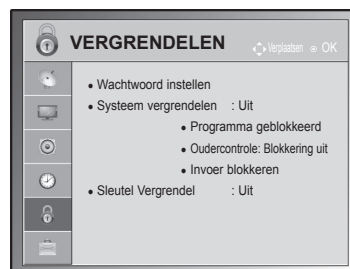 VERGRENDELEN
Verplaatsen OK
• Wachtwoord instellen
• Systeem vergrendelen : Uit
• Programma geblokkeerd
• Oudercontrole: Blokkering uit
• Invoer blokkeren
• Sleutel Vergrendel : Uit